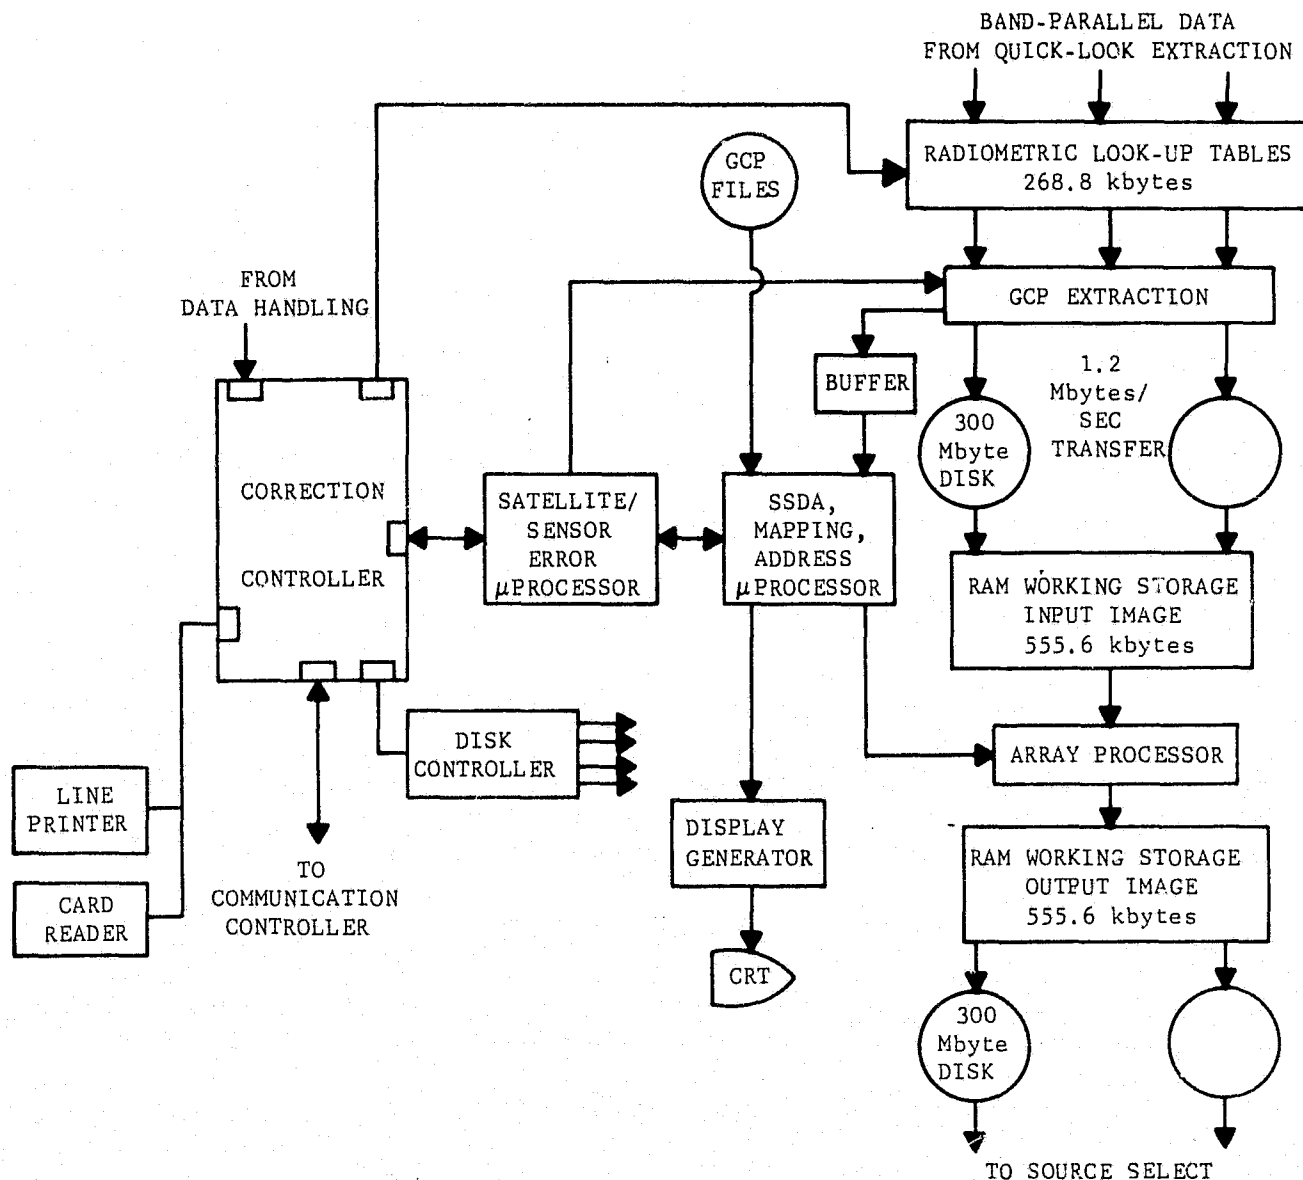 BAND-PARALLEL DATA
FROM QUICK-LOOK EXTRACTION
RADIOMETRIC LOOK-UP TABLES
268.8 kbytes
GCP
FILES
GCP EXTRACTION
FROM
DATA HANDLING
BUFFER
1.2
Mbytes/
SEC
TRANSFER
300
Mbyte
DISK
CORRECTION
CONTROLLER
SATELLITE/
SENSOR
ERROR
μPROCESSOR
SSDA,
MAPPING,
ADDRESS
μPROCESSOR
RAM WORKING STORAGE
INPUT IMAGE
555.6 kbytes
DISK
CONTROLLER
ARRAY PROCESSOR
LINE
PRINTER
DISPLAY
GENERATOR
RAM WORKING STORAGE
OUTPUT IMAGE
555.6 kbytes
TO
COMMUNICATION
CONTROLLER
CARD
READER
CRT
300
Mbyte
DISK
TO SOURCE SELECT